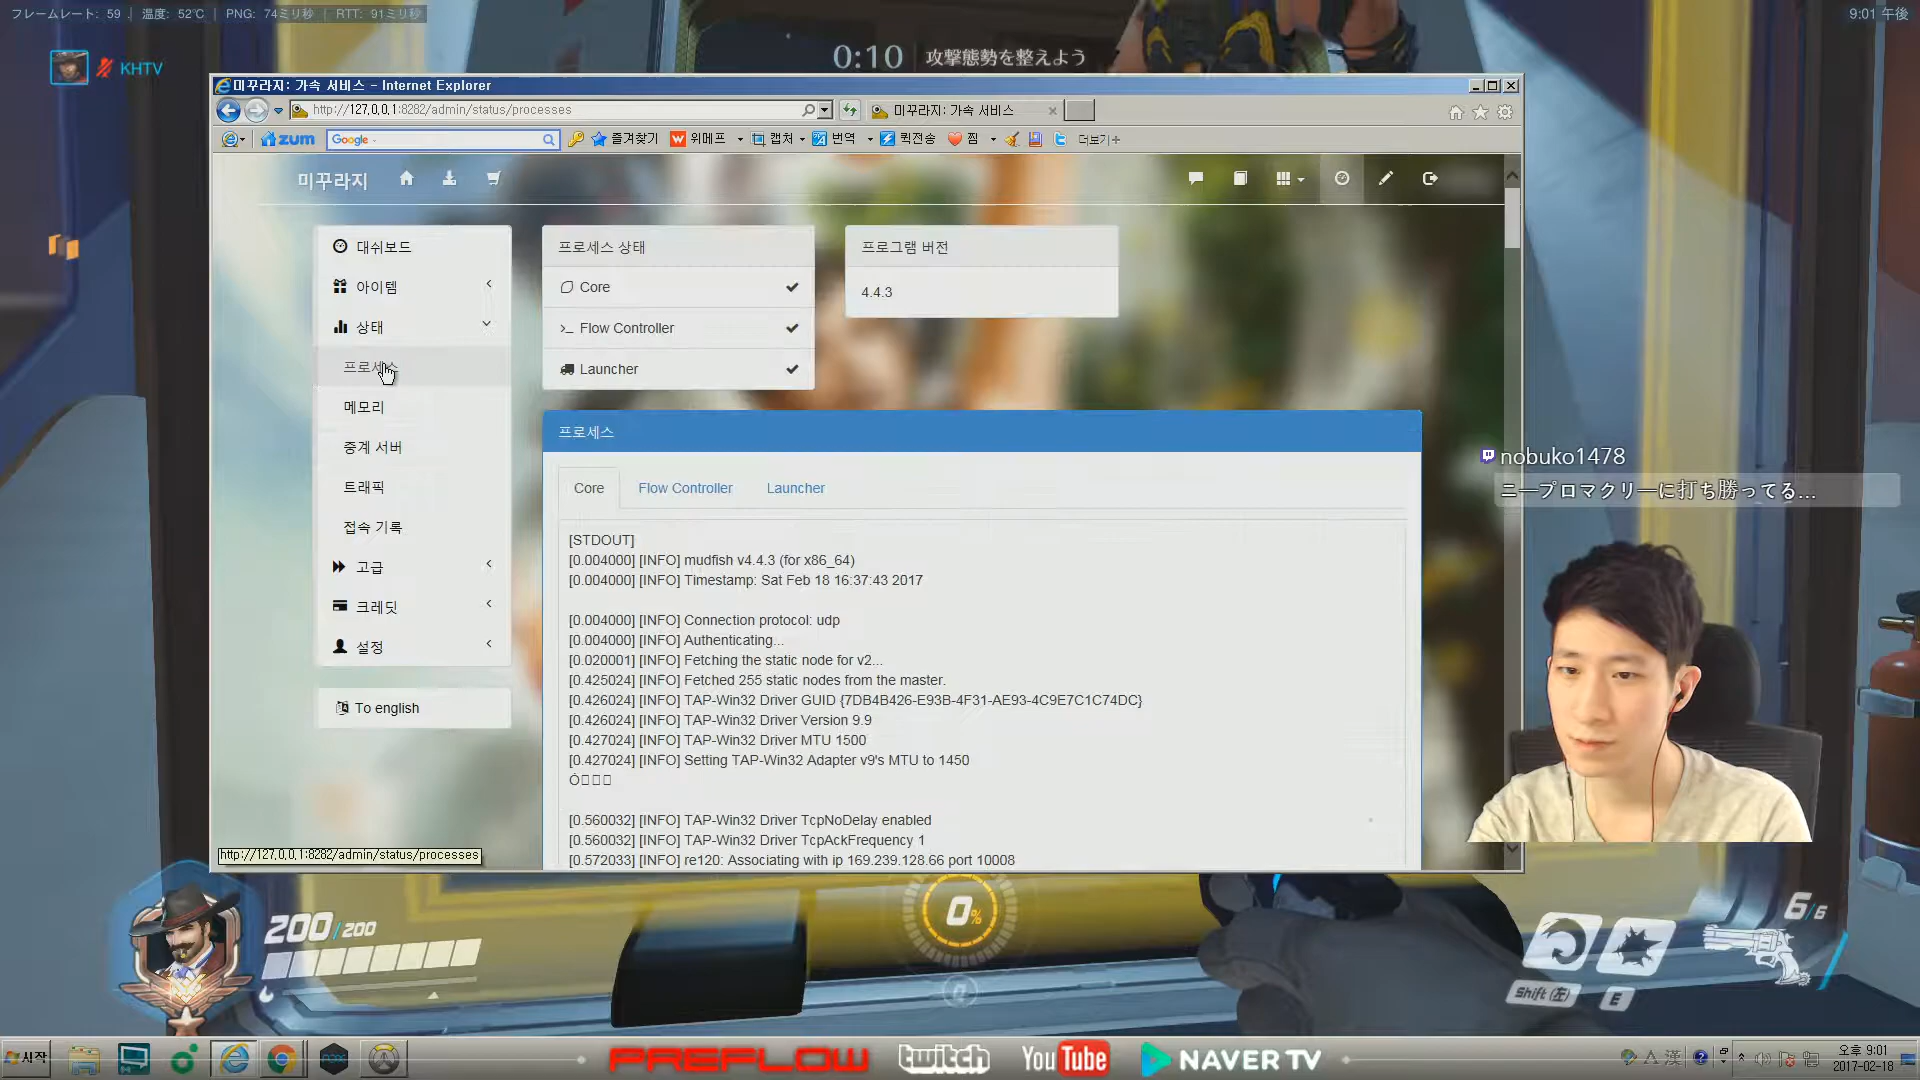 フレームレート: 59 | 温度: 52℃ | PNG: 74ミリ秒 | RTT: 91ミリ秒
9:01 午後
KHTV
0:10 攻撃態勢を整えよう
미꾸라지: 가속 서비스 - Internet Explorer
http://127.0.0.1:8282/admin/status/processes
미꾸라지: 가속 서비스
zum
Google
즐겨찾기
위메프
캡처
번역
퀵전송
찜
더보기+
미꾸라지
대쉬보드
아이템
상태
프로세스
메모리
중계 서버
트래픽
접속 기록
고급
크레딧
설정
To english
프로세스 상태
Core
Flow Controller
Launcher
프로그램 버전
4.4.3
프로세스
Core Flow Controller Launcher
[STDOUT]
[0.004000] [INFO] mudfish v4.4.3 (for x86_64)
[0.004000] [INFO] Timestamp: Sat Feb 18 16:37:43 2017
[0.004000] [INFO] Connection protocol: udp
[0.004000] [INFO] Authenticating...
[0.020001] [INFO] Fetching the static node for v2...
[0.425024] [INFO] Fetched 255 static nodes from the master.
[0.426024] [INFO] TAP-Win32 Driver GUID {7DB4B426-E93B-4F31-AE93-4C9E7C1C74DC}
[0.426024] [INFO] TAP-Win32 Driver Version 9.9
[0.427024] [INFO] TAP-Win32 Driver MTU 1500
[0.427024] [INFO] Setting TAP-Win32 Adapter v9's MTU to 1450
[0.560032] [INFO] TAP-Win32 Driver TcpNoDelay enabled
[0.560032] [INFO] TAP-Win32 Driver TcpAckFrequency 1
[0.572033] [INFO] re120: Associating with ip 169.239.128.66 port 10008
http://127.0.0.1:8282/admin/status/processes
nobuko1478
ニープロマクリーに打ち勝ってる...
200/200
0%
6/6
Shift (左)
E
시작
PREFLOW
twitch
YouTube
NAVER TV
A 漢
오후 9:01
2017-02-18